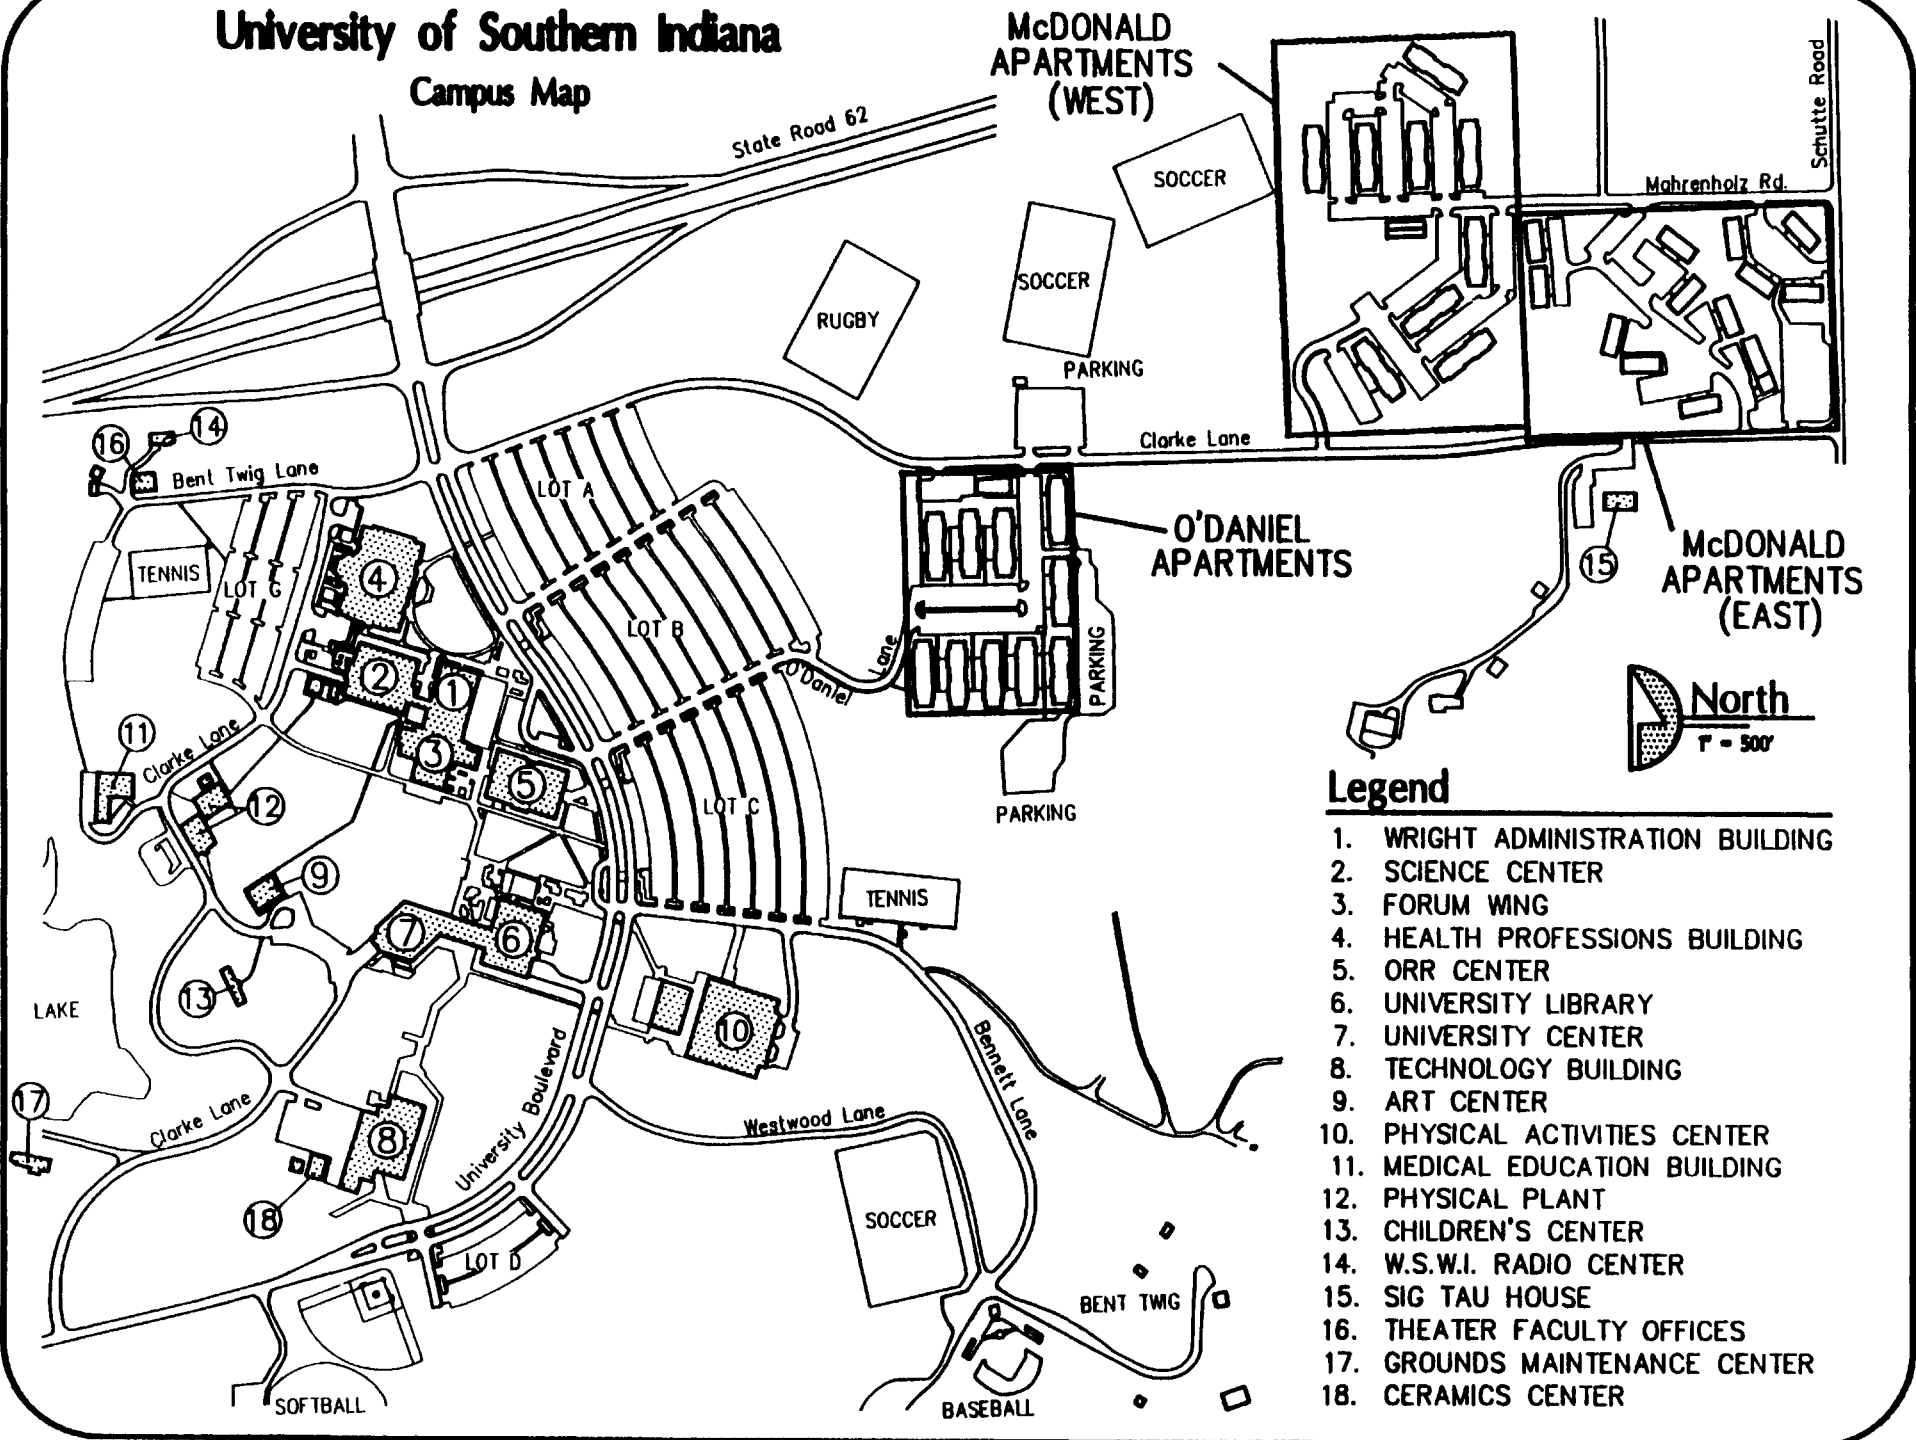 University of Southern Indiana
Campus Map
McDONALD
APARTMENTS
(WEST)
State Road 62
Schutte Road
Mahrenholz Rd.
SOCCER
SOCCER
RUGBY
PARKING
Clarke Lane
16
14
Bent Twig Lane
LOT A
TENNIS
LOT G
4
LOT B
O'DANIEL
APARTMENTS
15
McDONALD
APARTMENTS
(EAST)
2
1
O'Daniel Lane
PARKING
North
1" = 500'
11
Clarke Lane
3
5
LOT C
PARKING
12
9
TENNIS
7
6
13
LAKE
10
University Boulevard
Bennett Lane
17
Clarke Lane
8
Westwood Lane
18
SOCCER
LOT D
BENT TWIG
SOFTBALL
BASEBALL
Legend
1. WRIGHT ADMINISTRATION BUILDING
2. SCIENCE CENTER
3. FORUM WING
4. HEALTH PROFESSIONS BUILDING
5. ORR CENTER
6. UNIVERSITY LIBRARY
7. UNIVERSITY CENTER
8. TECHNOLOGY BUILDING
9. ART CENTER
10. PHYSICAL ACTIVITIES CENTER
11. MEDICAL EDUCATION BUILDING
12. PHYSICAL PLANT
13. CHILDREN'S CENTER
14. W.S.W.I. RADIO CENTER
15. SIG TAU HOUSE
16. THEATER FACULTY OFFICES
17. GROUNDS MAINTENANCE CENTER
18. CERAMICS CENTER